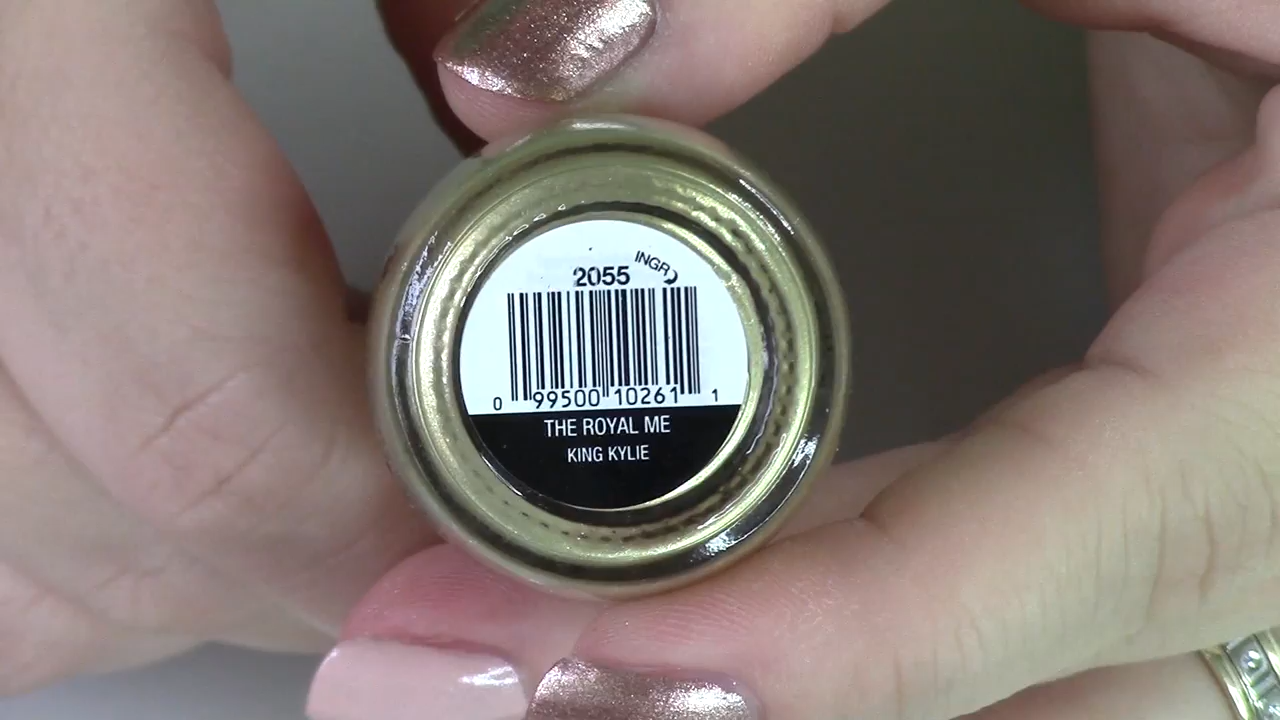 INGR
2055
0 99500 10261 1
THE ROYAL ME
KING KYLIE